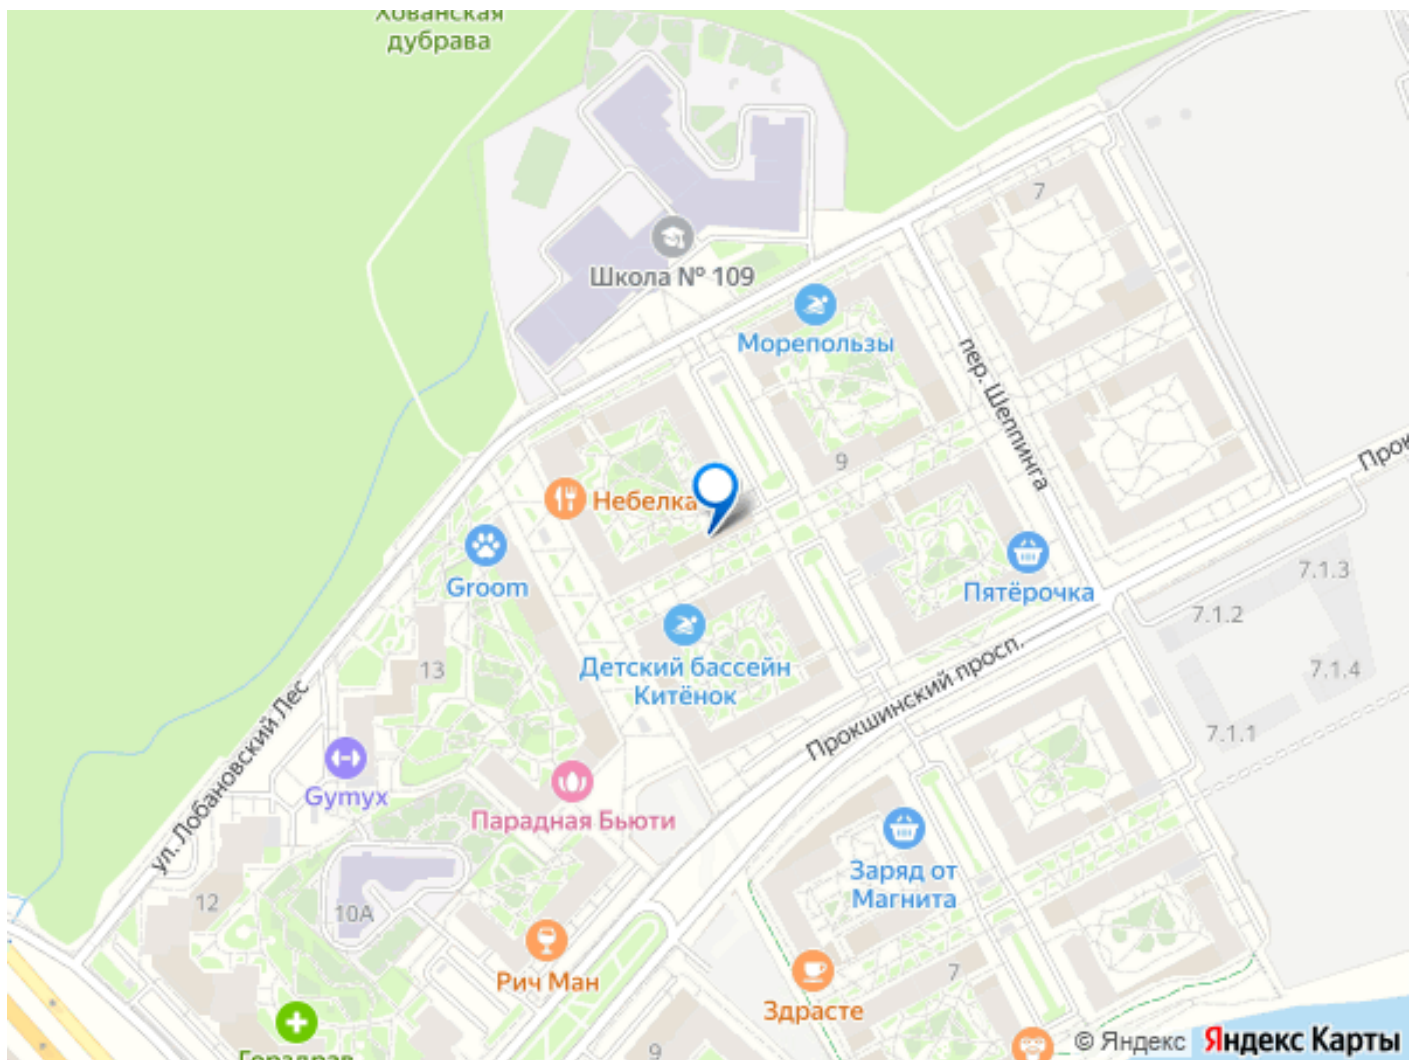 Хованская
дубрава
7
Школа № 109
Морепользы
пер. Шеппинга
9
Небелка
Groom
Пятёрочка
7.1.3
7.1.2
7.1.4
7.1.1
Детский бассейн
Китёнок
13
Прокшинский просп.
ул. Лобановский Лес
Gymyx
Парадная Бьюти
Заряд от
Магнита
12
10А
Рич Ман
7
Здрасте
9
© Яндекс Яндекс Карты